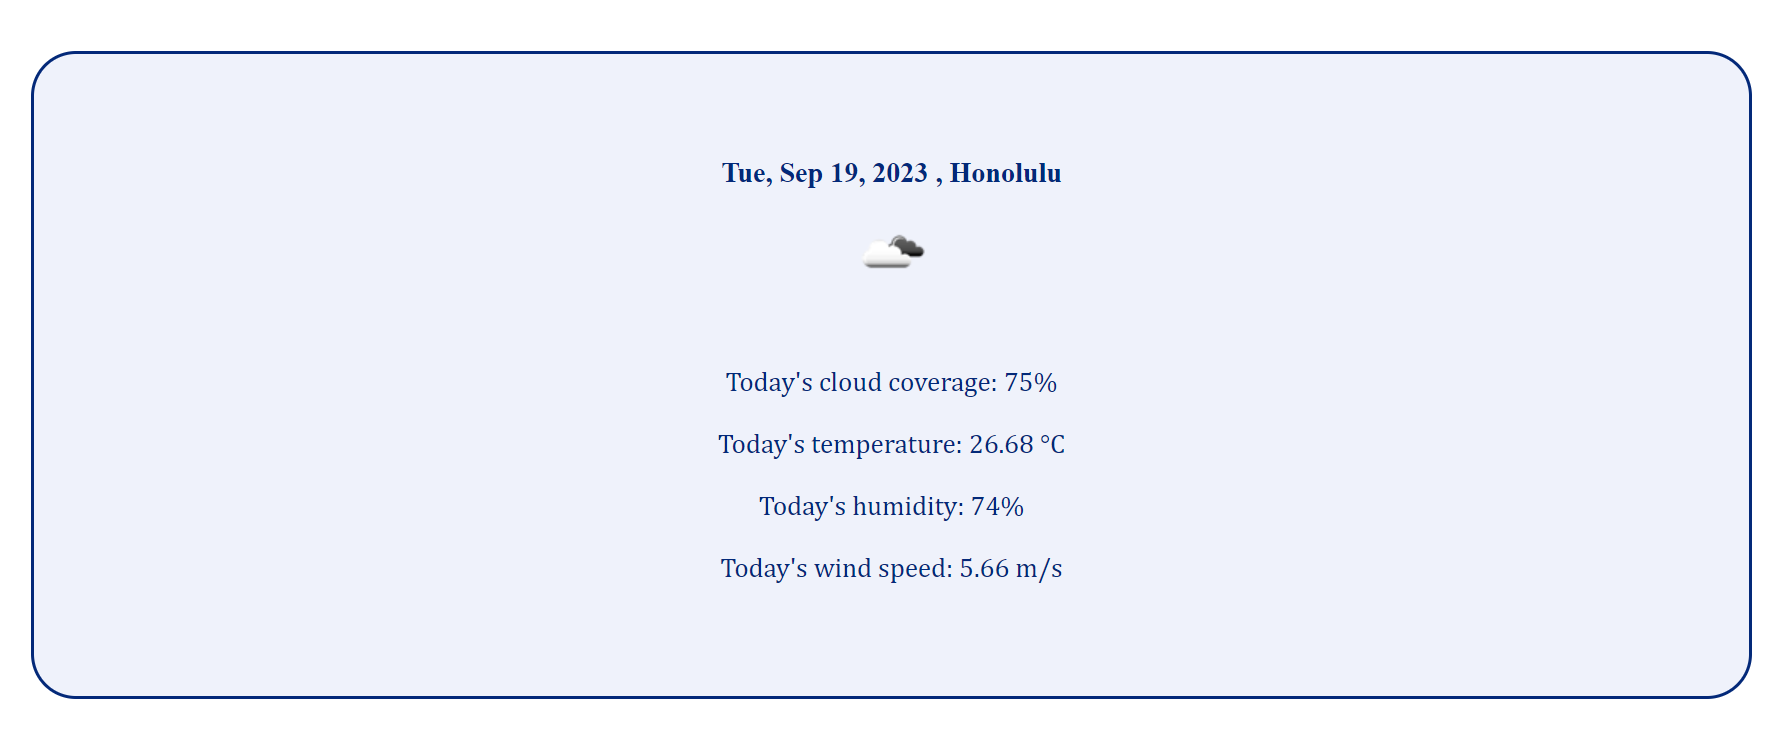 Tue, Sep 19, 2023 , Honolulu
Today's cloud coverage: 75%
Today's temperature: 26.68 °C
Today's humidity: 74%
Today's wind speed: 5.66 m/s